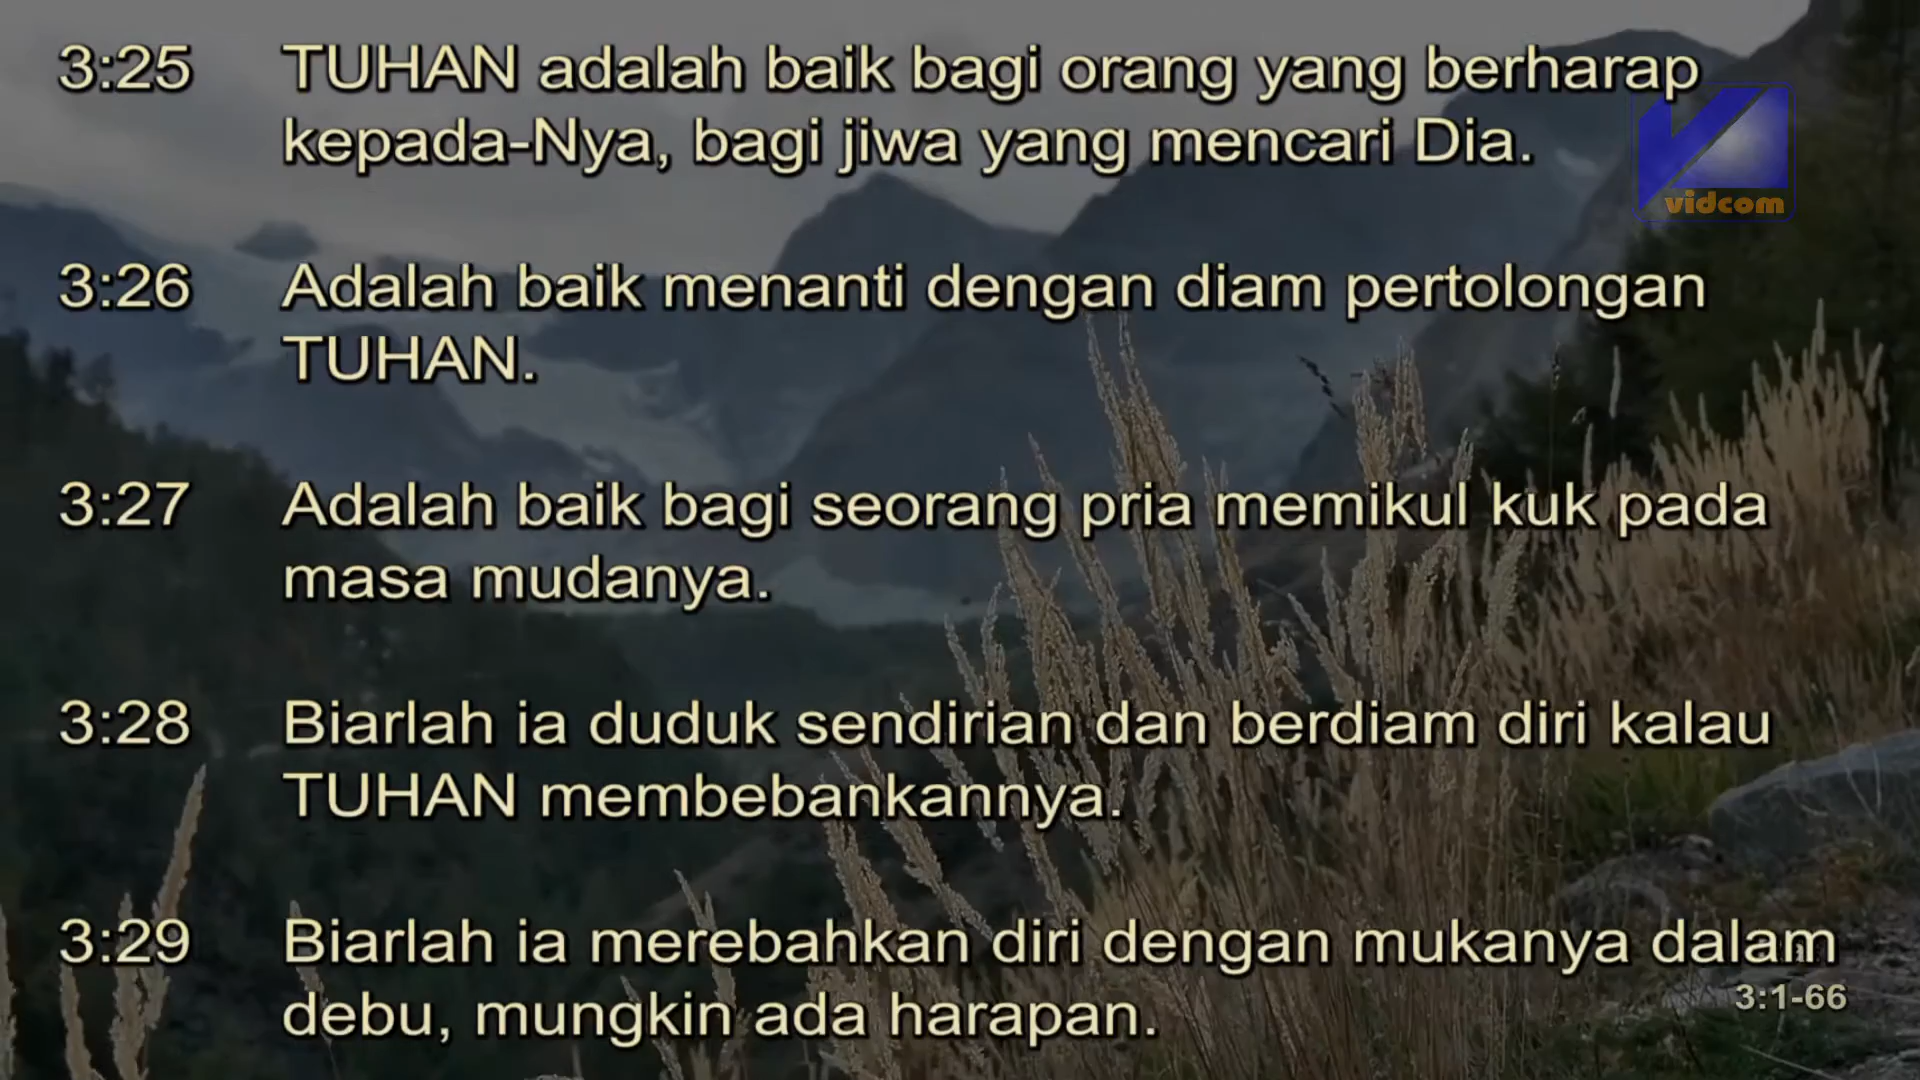 3:25 TUHAN adalah baik bagi orang yang berharap
kepada-Nya, bagi jiwa yang mencari Dia.
vidcom
3:26 Adalah baik menanti dengan diam pertolongan
TUHAN.
3:27 Adalah baik bagi seorang pria memikul kuk pada
masa mudanya.
3:28 Biarlah ia duduk sendirian dan berdiam diri kalau
TUHAN membebankannya.
3:29 Biarlah ia merebahkan diri dengan mukanya dalam
debu, mungkin ada harapan.
3:1-66